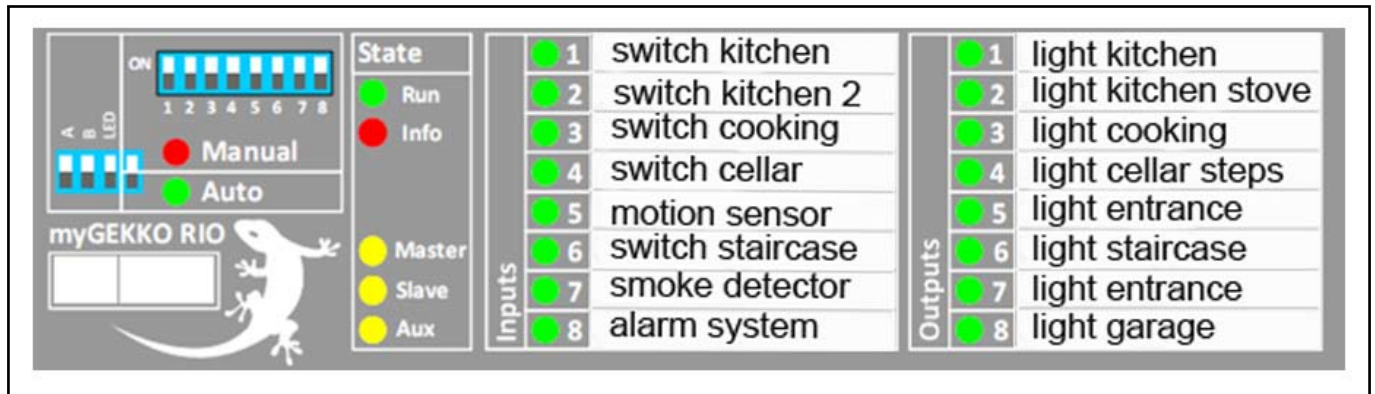 ON
1 2 3 4 5 6 7 8
A B LED
Manual
Auto
myGEKKO RIO
State
Run
Info
Master
Slave
Aux
Inputs
1 switch kitchen
2 switch kitchen 2
3 switch cooking
4 switch cellar
5 motion sensor
6 switch staircase
7 smoke detector
8 alarm system
Outputs
1 light kitchen
2 light kitchen stove
3 light cooking
4 light cellar steps
5 light entrance
6 light staircase
7 light entrance
8 light garage